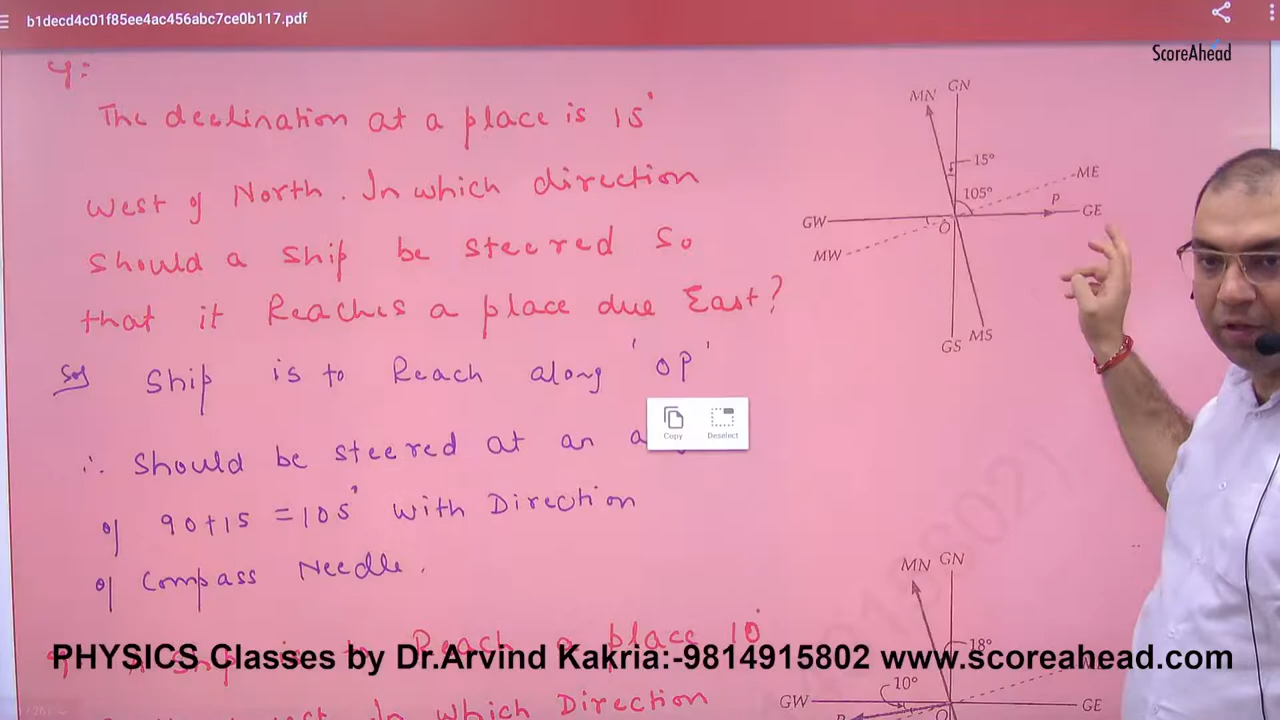 b1decd4c01f85ee4ac456abc7ce0b117.pdf
ScoreAhead
Q:
The declination at a place is 15°
West of North. In which direction
Should a ship be steered so
that it Reaches a place due East?
Sol Ship is to Reach along 'OP'
∴ Should be steered at an
of 90+15 = 105° with Direction
of Compass Needle.
Copy
Deselect
MN GN
15°
105°
ME
P
GE
GW
O
MW
GS MS
A ship is to Reach a place 10°
In which Direction
MN GN
18°
10°
GW
GE
PHYSICS Classes by Dr.Arvind Kakria:-9814915802 www.scoreahead.com